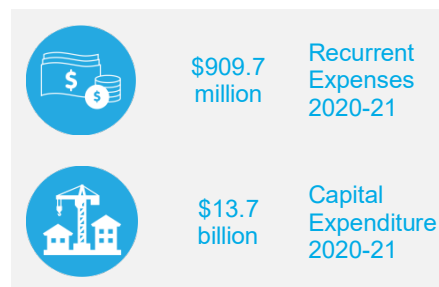 $
$
$909.7
million
Recurrent
Expenses
2020-21
$13.7
billion
Capital
Expenditure
2020-21